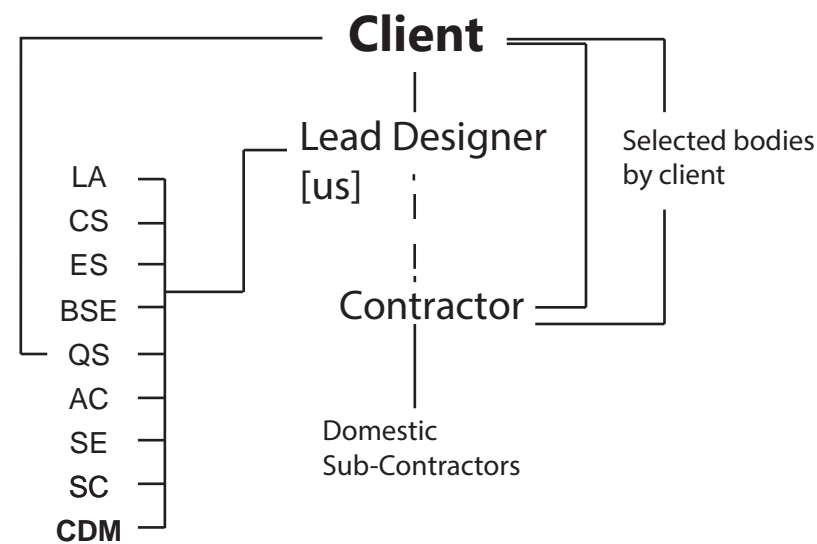 Client
Lead Designer
[us]
Selected bodies
by client
LA
CS
ES
BSE
QS
AC
SE
SC
CDM
Contractor
Domestic
Sub-Contractors